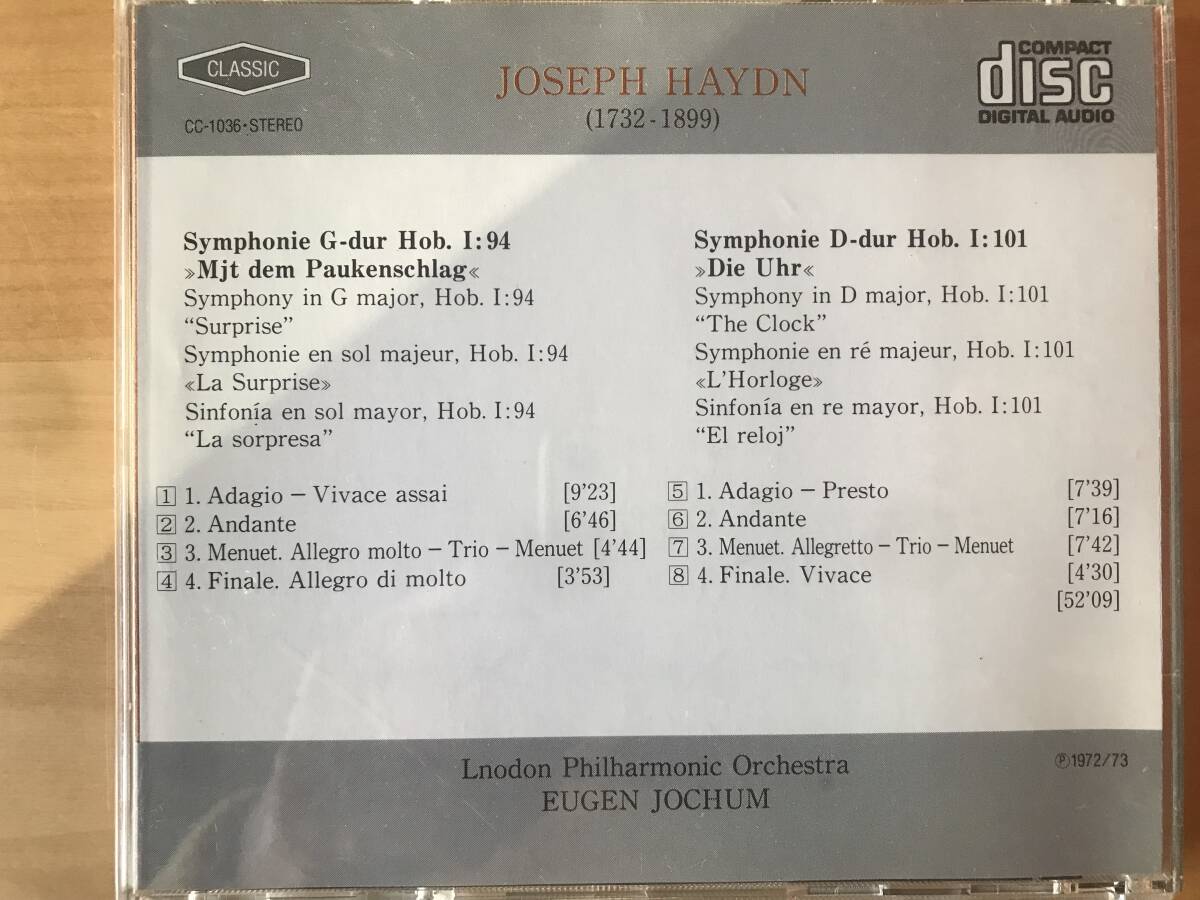 CLASSIC
CC-1036・STEREO
JOSEPH HAYDN
(1732-1899)
COMPACT
disc
DIGITAL AUDIO
Symphonie G-dur Hob. I:94
»Mjt dem Paukenschlag«
Symphony in G major, Hob. I:94
“Surprise”
Symphonie en sol majeur, Hob. I:94
«La Surprise»
Sinfonía en sol mayor, Hob. I:94
“La sorpresa”
1 1. Adagio – Vivace assai [9’23]
2 2. Andante [6’46]
3 3. Menuet. Allegro molto – Trio – Menuet [4’44]
4 4. Finale. Allegro di molto [3’53]
Symphonie D-dur Hob. I:101
»Die Uhr«
Symphony in D major, Hob. I:101
“The Clock”
Symphonie en ré majeur, Hob. I:101
«L’Horloge»
Sinfonía en re mayor, Hob. I:101
“El reloj”
5 1. Adagio – Presto [7’39]
6 2. Andante [7’16]
7 3. Menuet. Allegretto – Trio – Menuet [7’42]
8 4. Finale. Vivace [4’30]
[52’09]
Lnodon Philharmonic Orchestra
EUGEN JOCHUM
℗1972/73